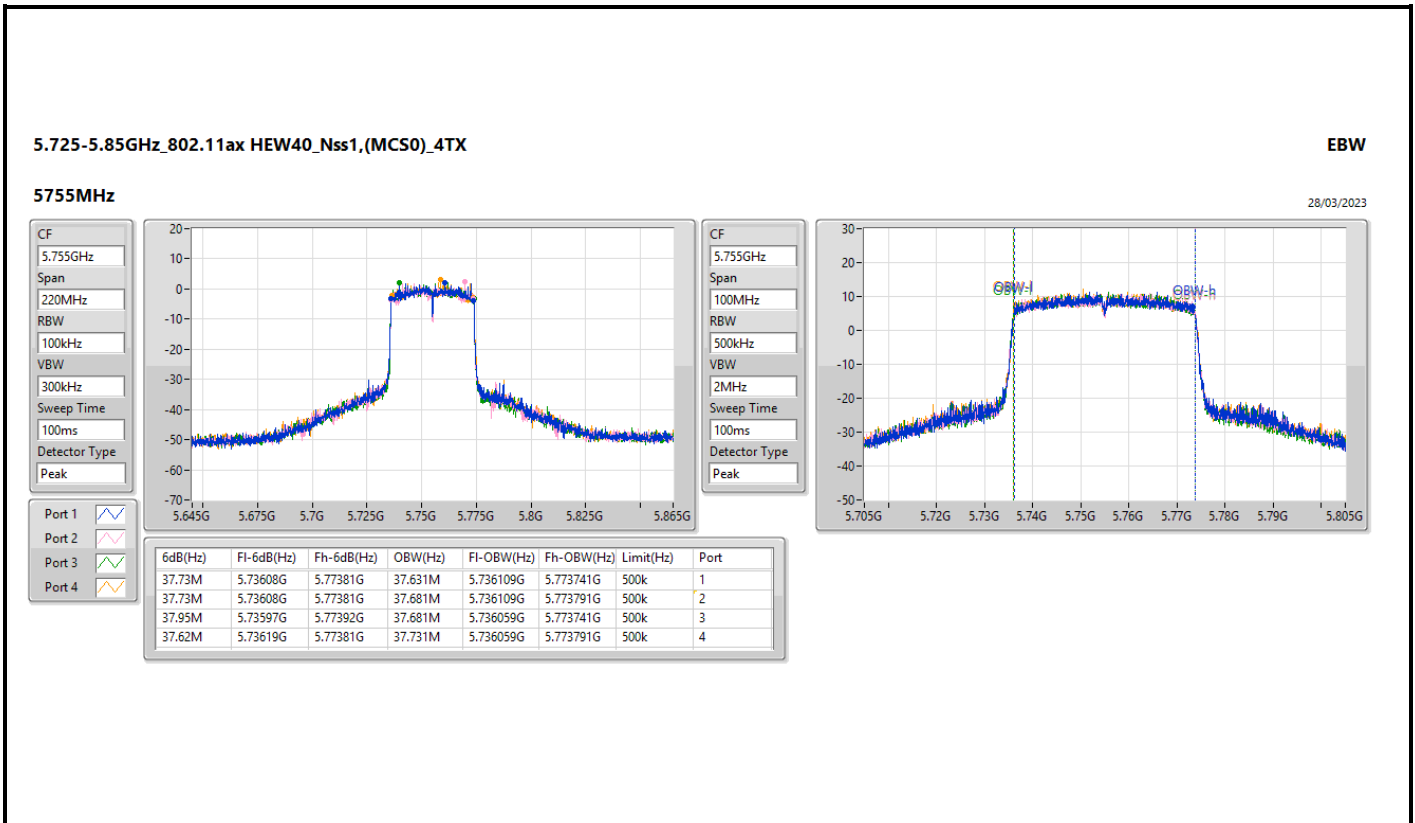 5.725-5.85GHz_802.11ax HEW40_Nss1,(MCS0)_4TX
EBW
5755MHz
28/03/2023
CF
5.755GHz
Span
220MHz
RBW
100kHz
VBW
300kHz
Sweep Time
100ms
Detector Type
Peak
Port 1
Port 2
Port 3
Port 4
20
10
0
-10
-20
-30
-40
-50
-60
-70
5.645G 5.675G 5.7G 5.725G 5.75G 5.775G 5.8G 5.825G 5.865G
CF
5.755GHz
Span
100MHz
RBW
500kHz
VBW
2MHz
Sweep Time
100ms
Detector Type
Peak
30
20
10
0
-10
-20
-30
-40
-50
OBW-l OBW-h
5.705G 5.72G 5.73G 5.74G 5.75G 5.76G 5.77G 5.78G 5.79G 5.805G
6dB(Hz) Fl-6dB(Hz) Fh-6dB(Hz) OBW(Hz) Fl-OBW(Hz) Fh-OBW(Hz) Limit(Hz) Port
37.73M 5.73608G 5.77381G 37.631M 5.736109G 5.773741G 500k 1
37.73M 5.73608G 5.77381G 37.681M 5.736109G 5.773791G 500k 2
37.95M 5.73597G 5.77392G 37.681M 5.736059G 5.773741G 500k 3
37.62M 5.73619G 5.77381G 37.731M 5.736059G 5.773791G 500k 4